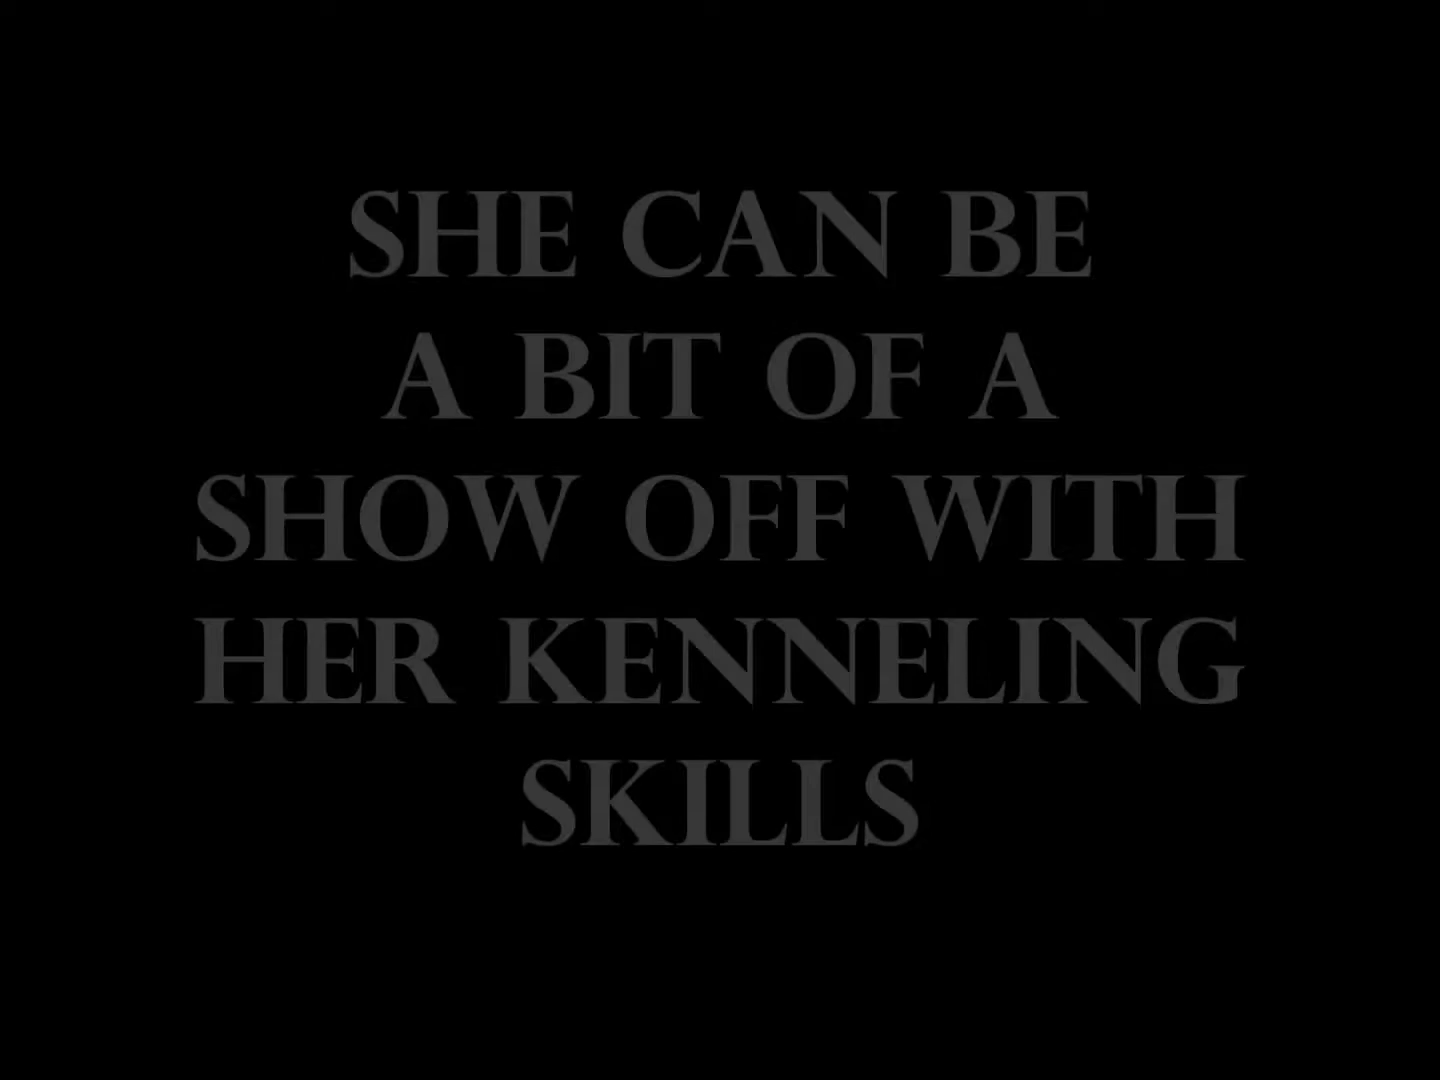 SHE CAN BE
A BIT OF A
SHOW OFF WITH
HER KENNELING
SKILLS